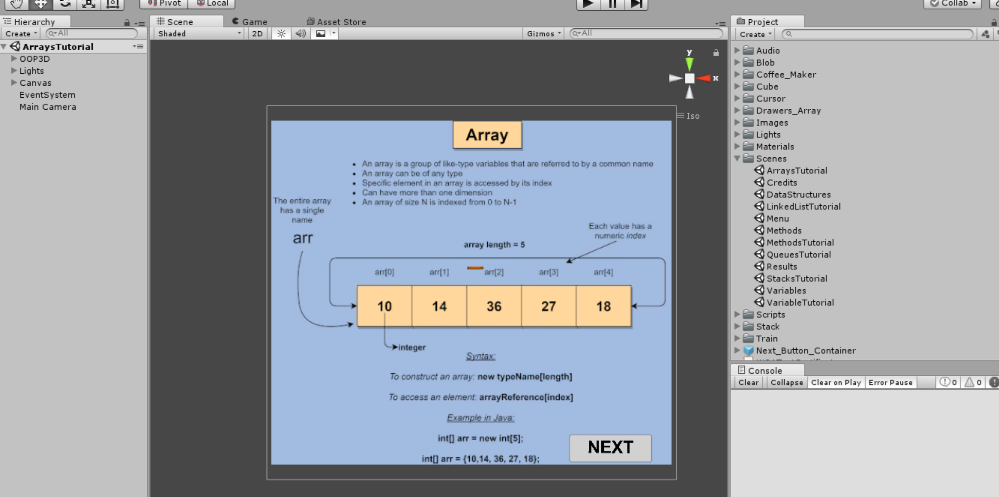 Pivot
Local
Collab
Hierarchy
Create
All
ArraysTutorial
OOP3D
Lights
Canvas
EventSystem
Main Camera
Scene
Game
Asset Store
Shaded
2D
Gizmos
All
y
x
Iso
Array
An array is a group of like-type variables that are referred to by a common name
An array can be of any type
Specific element in an array is accessed by its index
Can have more than one dimension
An array of size N is indexed from 0 to N-1
The entire array
has a single
name
arr
Each value has a
numeric index
array length = 5
arr[0] arr[1] arr[2] arr[3] arr[4]
10 14 36 27 18
integer
Syntax:
To construct an array: new typeName[length]
To access an element: arrayReference[index]
Example in Java:
int[] arr = new int[5];
int[] arr = {10,14, 36, 27, 18};
NEXT
Project
Create
Audio
Blob
Coffee_Maker
Cube
Cursor
Drawers_Array
Images
Lights
Materials
Scenes
ArraysTutorial
Credits
DataStructures
LinkedListTutorial
Menu
Methods
MethodsTutorial
QueuesTutorial
Results
StacksTutorial
Variables
VariableTutorial
Scripts
Stack
Train
Next_Button_Container
Console
Clear Collapse Clear on Play Error Pause 0 0